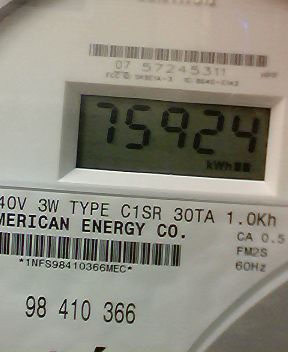 07 57245311
75924
kWh
40V 3W TYPE C1SR 30TA 1.0Kh
MERICAN ENERGY CO.
CA 0.5
FM2S
*1NFS98410366MEC*
60Hz
98 410 366